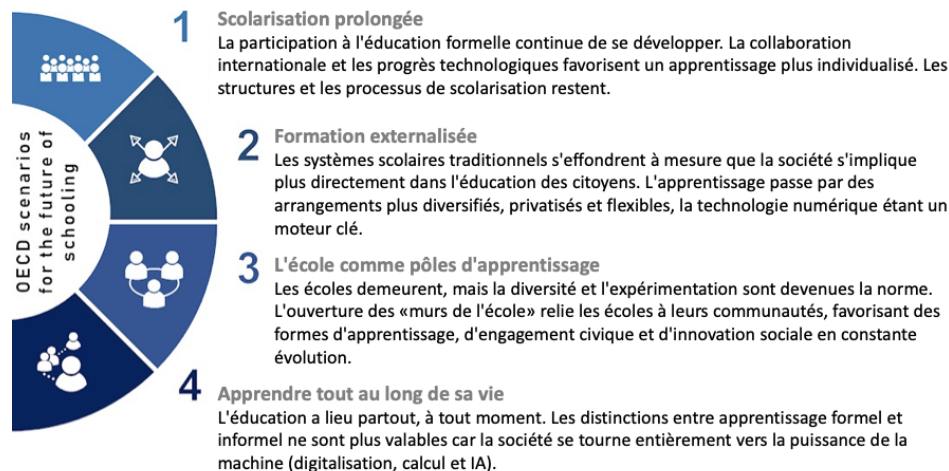 OECD scenarios
for the future of
schooling
1
Scolarisation prolongée
La participation à l'éducation formelle continue de se développer. La collaboration
internationale et les progrès technologiques favorisent un apprentissage plus individualisé. Les
structures et les processus de scolarisation restent.
2
Formation externalisée
Les systèmes scolaires traditionnels s'effondrent à mesure que la société s'implique
plus directement dans l'éducation des citoyens. L'apprentissage passe par des
arrangements plus diversifiés, privatisés et flexibles, la technologie numérique étant un
moteur clé.
3
L'école comme pôles d'apprentissage
Les écoles demeurent, mais la diversité et l'expérimentation sont devenues la norme.
L'ouverture des «murs de l'école» relie les écoles à leurs communautés, favorisant des
formes d'apprentissage, d'engagement civique et d'innovation sociale en constante
évolution.
4
Apprendre tout au long de sa vie
L'éducation a lieu partout, à tout moment. Les distinctions entre apprentissage formel et
informel ne sont plus valables car la société se tourne entièrement vers la puissance de la
machine (digitalisation, calcul et IA).